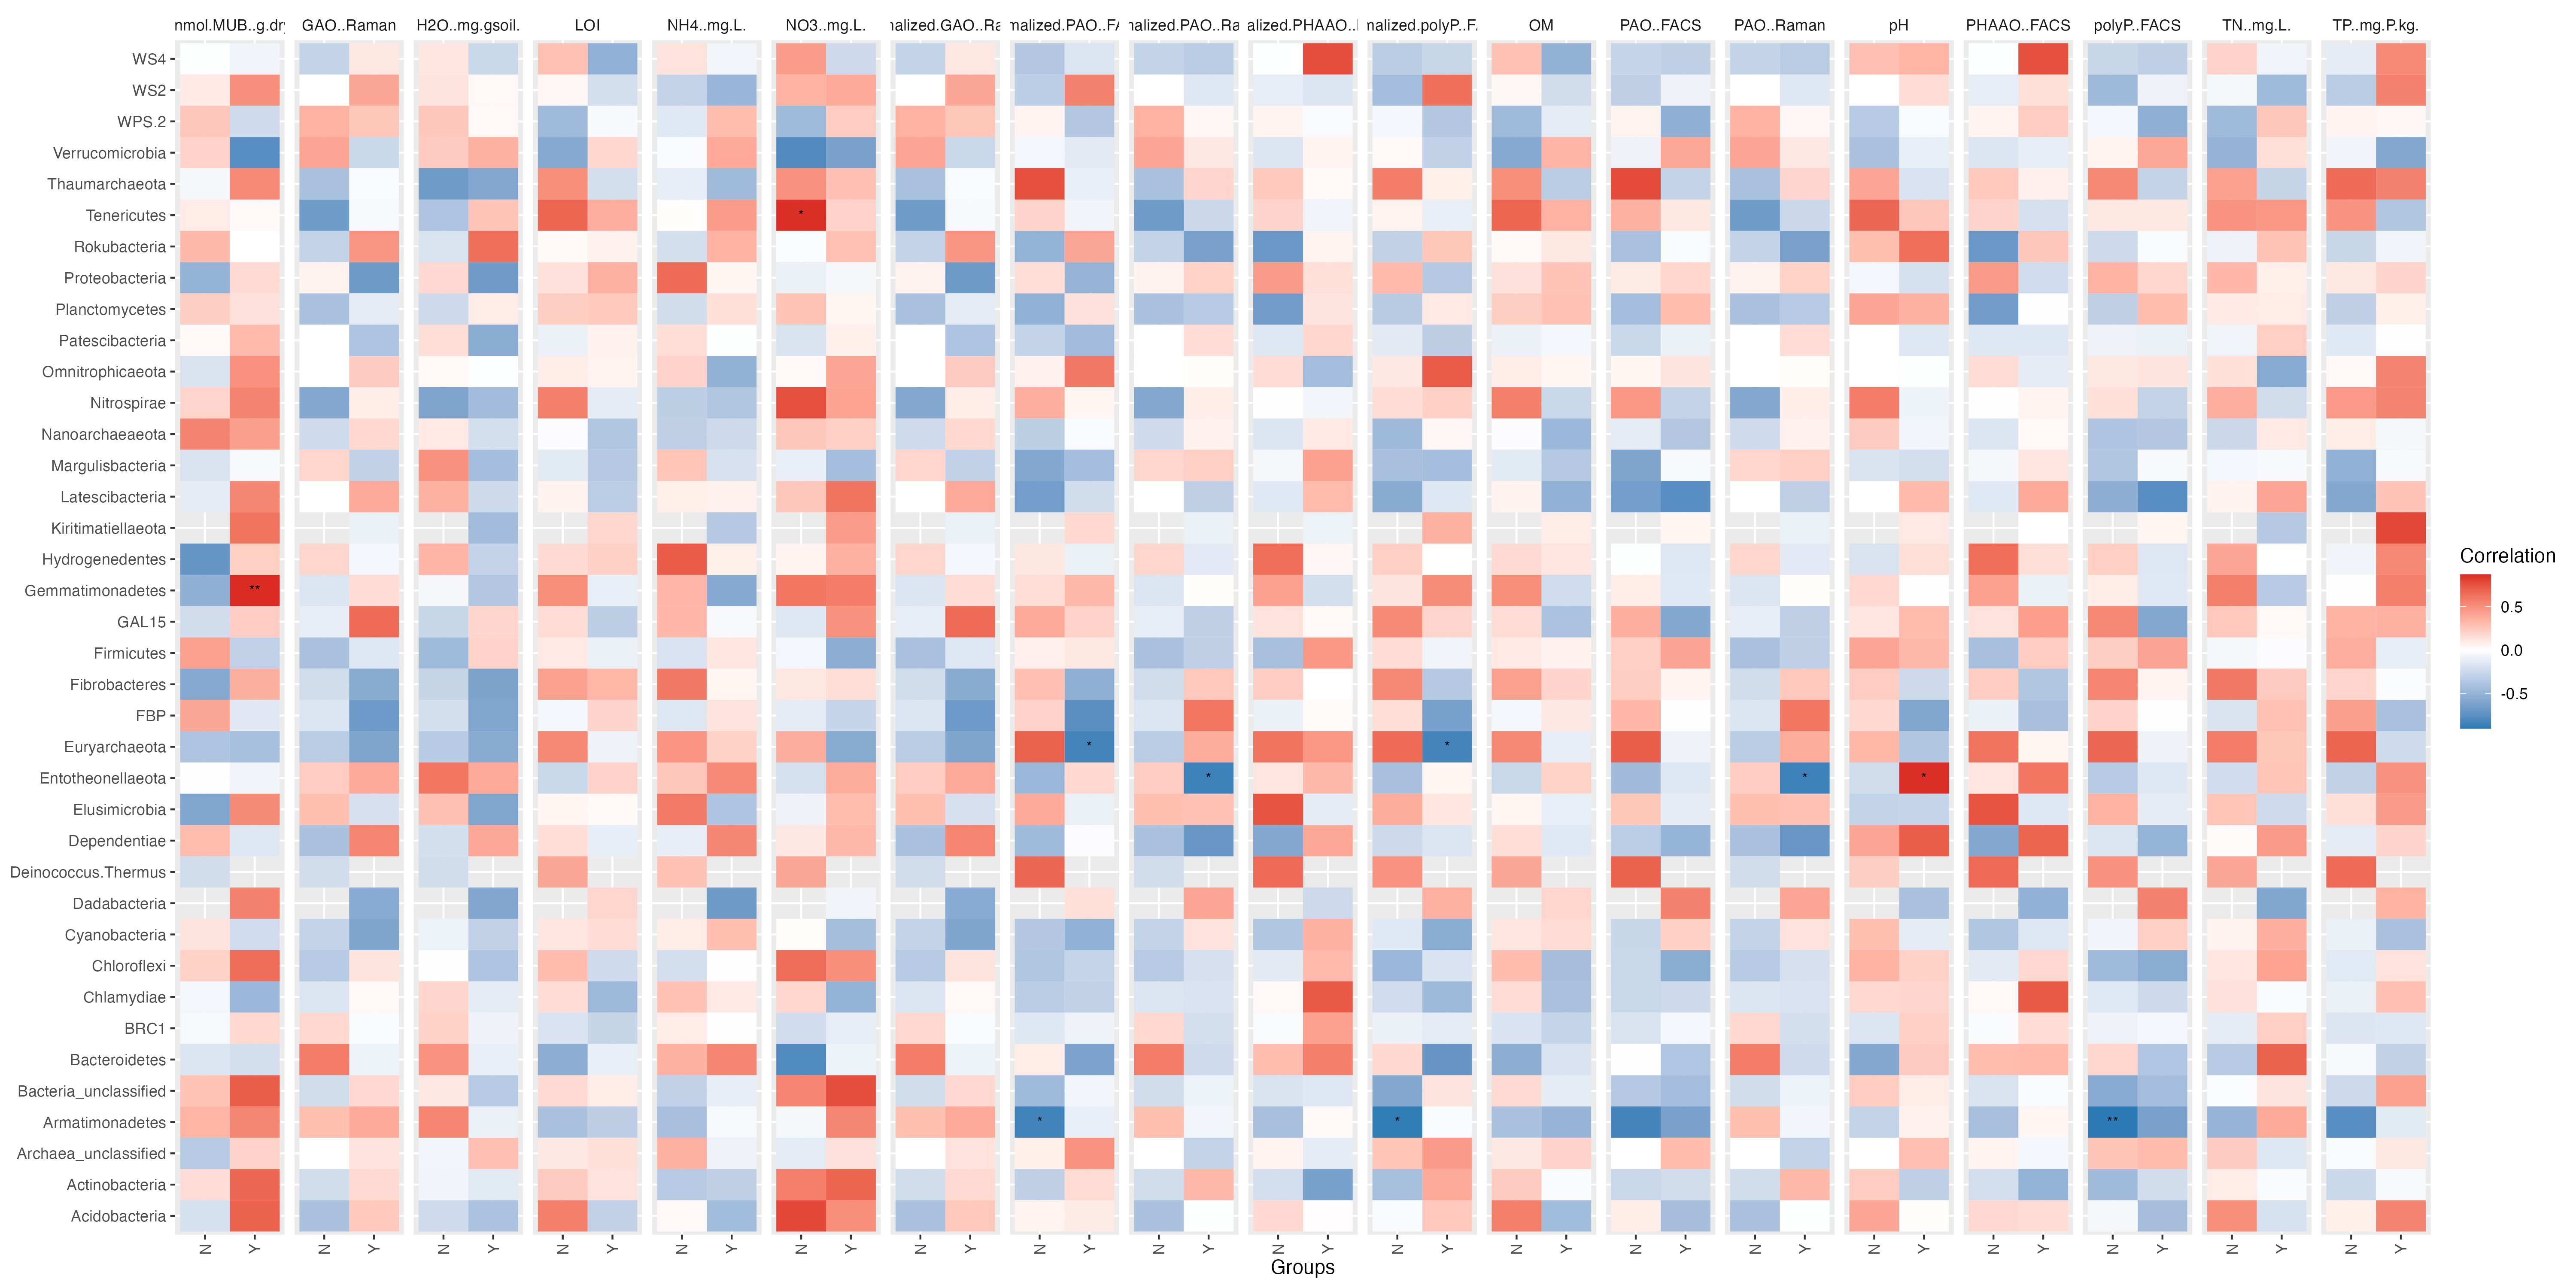 nmol.MUB..g.dry
GAO..Raman
H2O..mg.gsoil.
LOI
NH4..mg.L.
NO3..mg.L.
nalized.GAO..Ra
malized.PAO..FA
nalized.PAO..Ra
alized.PHAAO..
nalized.polyP..F
OM
PAO..FACS
PAO..Raman
pH
PHAAO..FACS
polyP..FACS
TN..mg.L.
TP..mg.P.kg.
WS4
WS2
WPS.2
Verrucomicrobia
Thaumarchaeota
Tenericutes *
Rokubacteria
Proteobacteria
Planctomycetes
Patescibacteria
Omnitrophicaeota
Nitrospirae
Nanoarchaeaeota
Margulisbacteria
Latescibacteria
Kiritimatiellaeota
Hydrogenedentes
Gemmatimonadetes **
GAL15
Firmicutes
Fibrobacteres
FBP
Euryarchaeota * *
Entotheonellaeota * * *
Elusimicrobia
Dependentiae
Deinococcus.Thermus
Dadabacteria
Cyanobacteria
Chloroflexi
Chlamydiae
BRC1
Bacteroidetes
Bacteria_unclassified
Armatimonadetes * * **
Archaea_unclassified
Actinobacteria
Acidobacteria
N Y N Y N Y N Y N Y N Y N Y N Y N Y N Y N Y N Y N Y N Y N Y N Y N Y N Y N Y
Groups
Correlation
0.5
0.0
-0.5